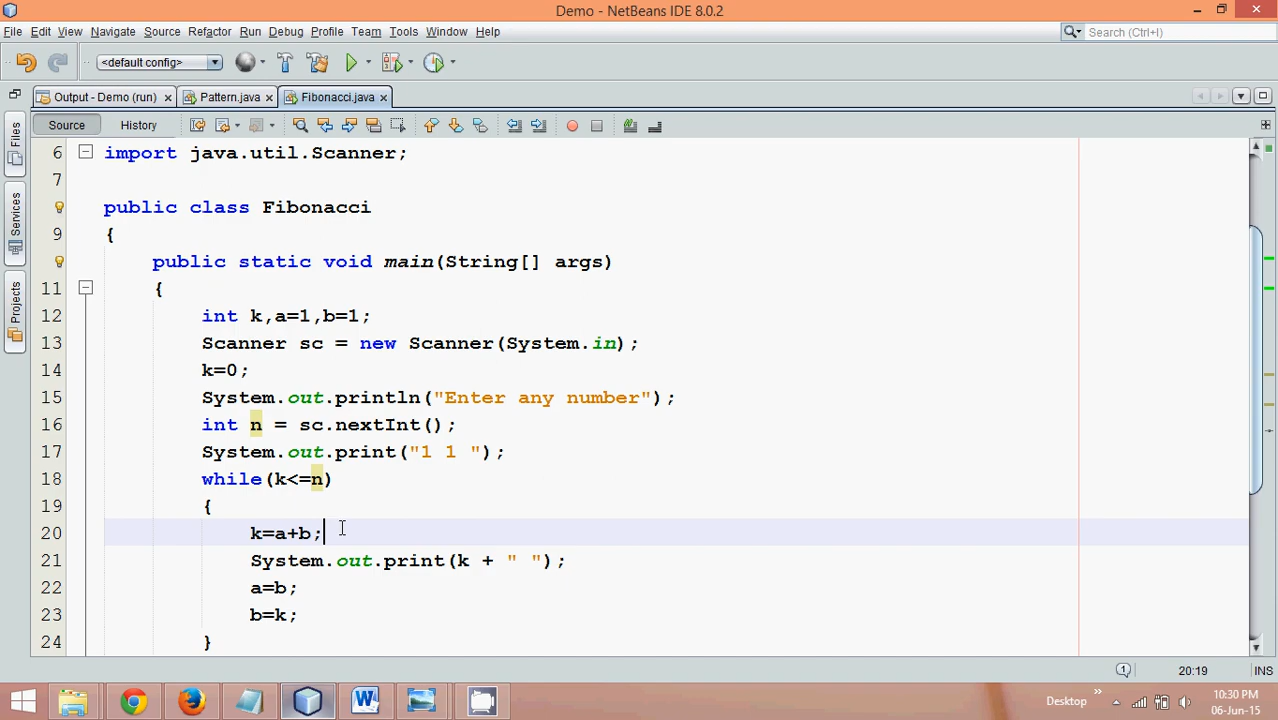 Demo - NetBeans IDE 8.0.2
File Edit View Navigate Source Refactor Run Debug Profile Team Tools Window Help
Search (Ctrl+I)
<default config>
Output - Demo (run) Pattern.java Fibonacci.java
Source History
Files
Services
Projects
6 import java.util.Scanner;
7
public class Fibonacci
9 {
public static void main(String[] args)
11 {
12 int k,a=1,b=1;
13 Scanner sc = new Scanner(System.in);
14 k=0;
15 System.out.println("Enter any number");
16 int n = sc.nextInt();
17 System.out.print("1 1 ");
18 while(k<=n)
19 {
20 k=a+b;
21 System.out.print(k + " ");
22 a=b;
23 b=k;
24 }
1 20:19 INS
Desktop
10:30 PM
06-Jun-15